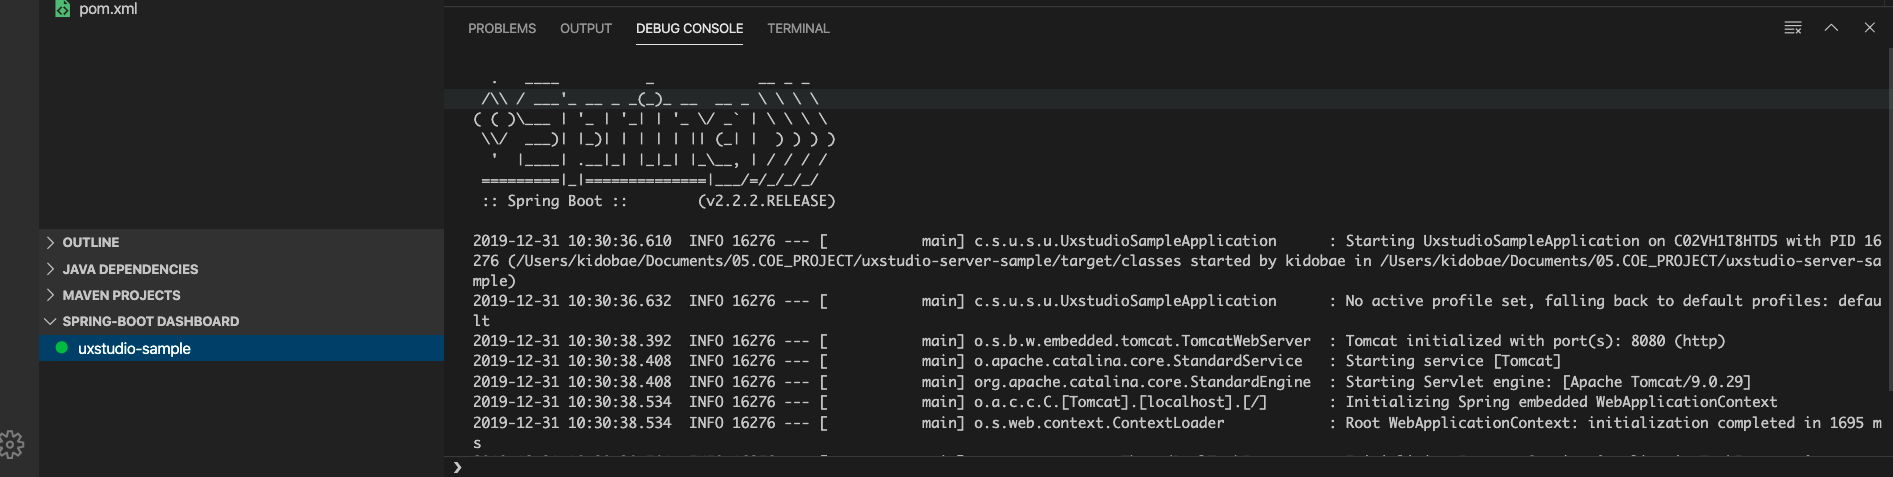 pom.xml
PROBLEMS OUTPUT DEBUG CONSOLE TERMINAL
  .   ____          _            __ _ _
 /\\ / ___'_ __ _ _(_)_ __  __ _ \ \ \ \
( ( )\___ | '_ | '_| | '_ \/ _` | \ \ \ \
 \\/  ___)| |_)| | | | | || (_| |  ) ) ) )
  '  |____| .__|_| |_|_| |_\__, | / / / /
 =========|_|==============|___/=/_/_/_/
 :: Spring Boot ::        (v2.2.2.RELEASE)
2019-12-31 10:30:36.610  INFO 16276 --- [           main] c.s.u.s.u.UxstudioSampleApplication      : Starting UxstudioSampleApplication on C02VH1T8HTD5 with PID 16
276 (/Users/kidobae/Documents/05.COE_PROJECT/uxstudio-server-sample/target/classes started by kidobae in /Users/kidobae/Documents/05.COE_PROJECT/uxstudio-server-sa
mple)
2019-12-31 10:30:36.632  INFO 16276 --- [           main] c.s.u.s.u.UxstudioSampleApplication      : No active profile set, falling back to default profiles: defau
lt
2019-12-31 10:30:38.392  INFO 16276 --- [           main] o.s.b.w.embedded.tomcat.TomcatWebServer  : Tomcat initialized with port(s): 8080 (http)
2019-12-31 10:30:38.408  INFO 16276 --- [           main] o.apache.catalina.core.StandardService   : Starting service [Tomcat]
2019-12-31 10:30:38.408  INFO 16276 --- [           main] org.apache.catalina.core.StandardEngine  : Starting Servlet engine: [Apache Tomcat/9.0.29]
2019-12-31 10:30:38.534  INFO 16276 --- [           main] o.a.c.c.C.[Tomcat].[localhost].[/]       : Initializing Spring embedded WebApplicationContext
2019-12-31 10:30:38.534  INFO 16276 --- [           main] o.s.web.context.ContextLoader            : Root WebApplicationContext: initialization completed in 1695 m
s
OUTLINE
JAVA DEPENDENCIES
MAVEN PROJECTS
SPRING-BOOT DASHBOARD
uxstudio-sample